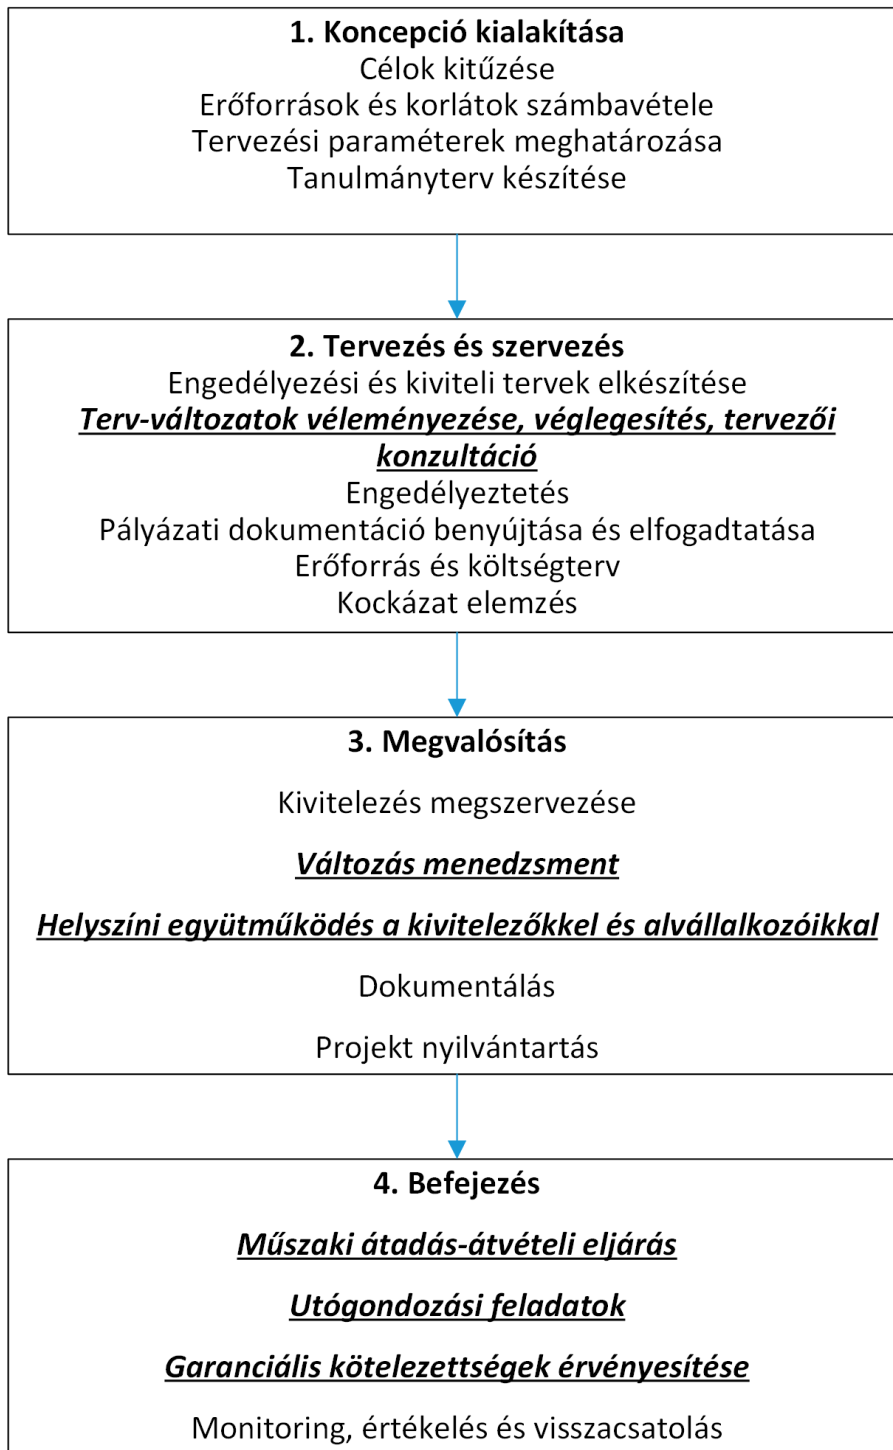 1. Koncepció kialakítása
Célok kitűzése
Erőforrások és korlátok számbavétele
Tervezési paraméterek meghatározása
Tanulmányterv készítése
2. Tervezés és szervezés
Engedélyezési és kiviteli tervek elkészítése
Terv-változatok véleményezése, véglegesítés, tervezői
konzultáció
Engedélyeztetés
Pályázati dokumentáció benyújtása és elfogadtatása
Erőforrás és költségterv
Kockázat elemzés
3. Megvalósítás
Kivitelezés megszervezése
Változás menedzsment
Helyszíni együtműködés a kivitelezőkkel és alvállalkozóikkal
Dokumentálás
Projekt nyilvántartás
4. Befejezés
Műszaki átadás-átvételi eljárás
Utógondozási feladatok
Garanciális kötelezettségek érvényesítése
Monitoring, értékelés és visszacsatolás